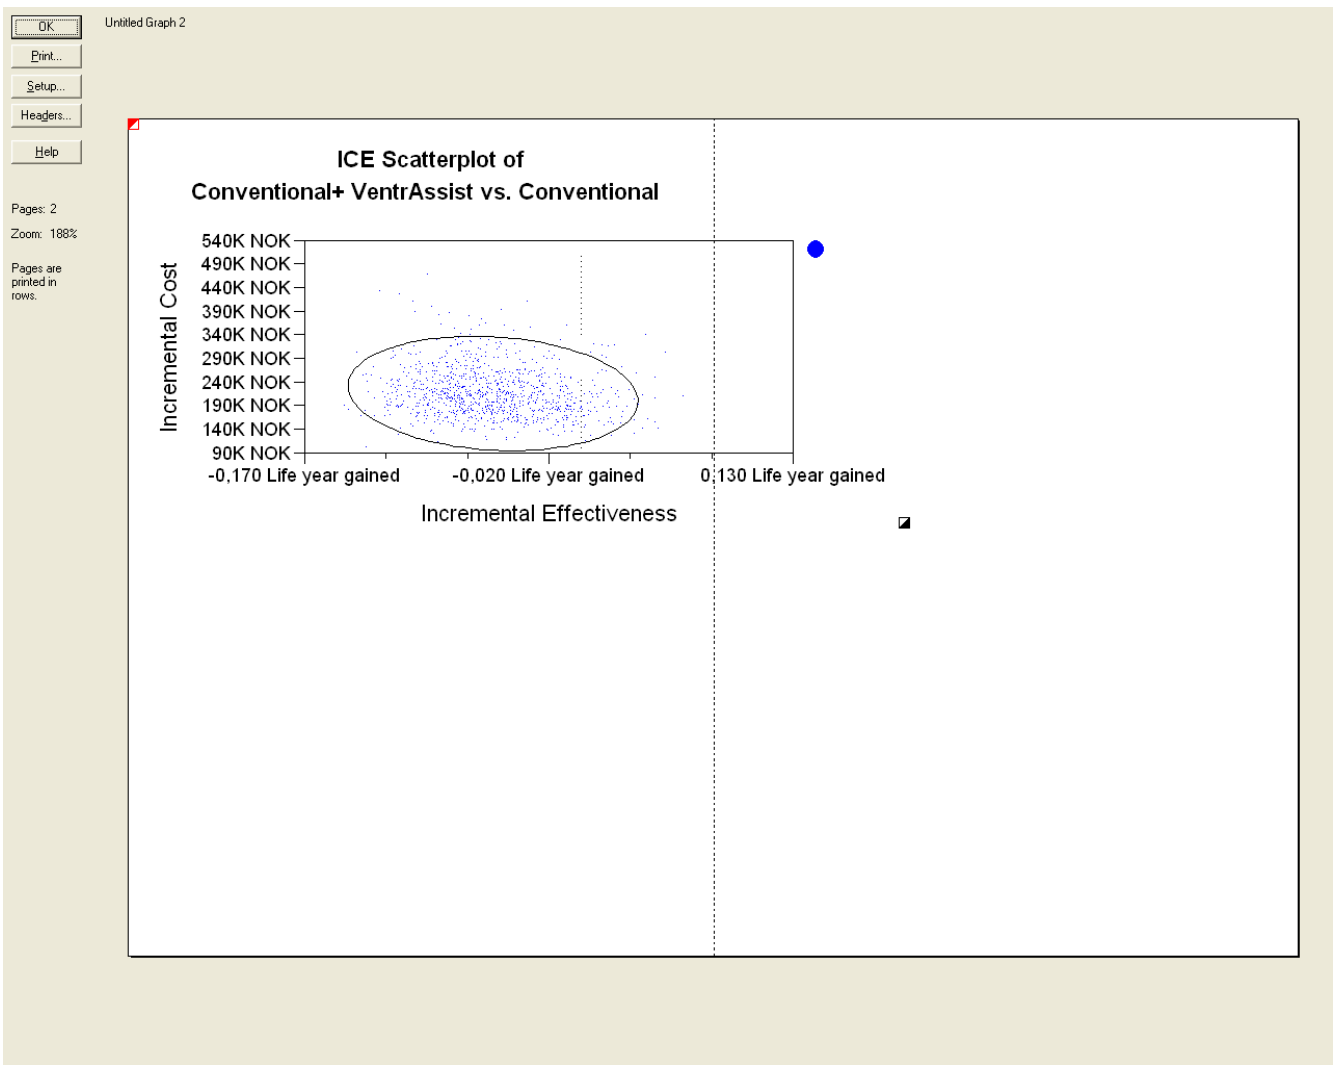 OK
Untitled Graph 2
Print...
Setup...
Headers...
Help
Pages: 2
Zoom: 188%
Pages are
printed in
rows.
ICE Scatterplot of
Conventional+ VentrAssist vs. Conventional
Incremental Cost
540K NOK
490K NOK
440K NOK
390K NOK
340K NOK
290K NOK
240K NOK
190K NOK
140K NOK
90K NOK
-0,170 Life year gained
-0,020 Life year gained
0,130 Life year gained
Incremental Effectiveness